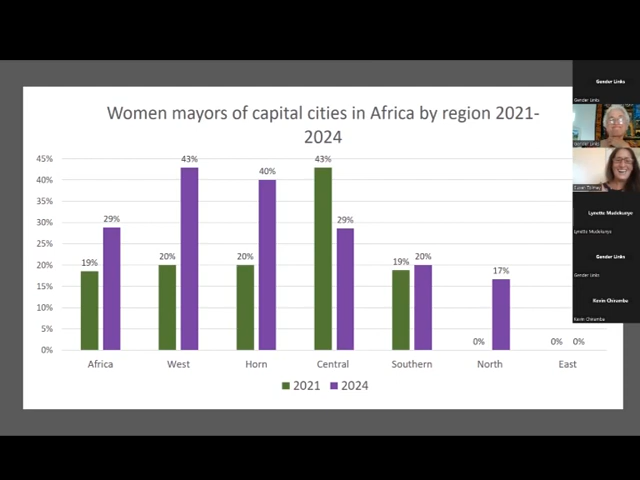 Women mayors of capital cities in Africa by region 2021-
2024
45%
40%
35%
30%
25%
20%
15%
10%
5%
0%
19%
29%
20%
43%
20%
40%
43%
29%
19%
20%
0%
17%
0%
0%
Africa
West
Horn
Central
Southern
North
East
2021
2024
Gender Links
Gender Links
Gender Links
Lynette Mudekunye
Lynette Mudekunye
Gender Links
Gender Links
Kevin Chiramba
Kevin Chiramba